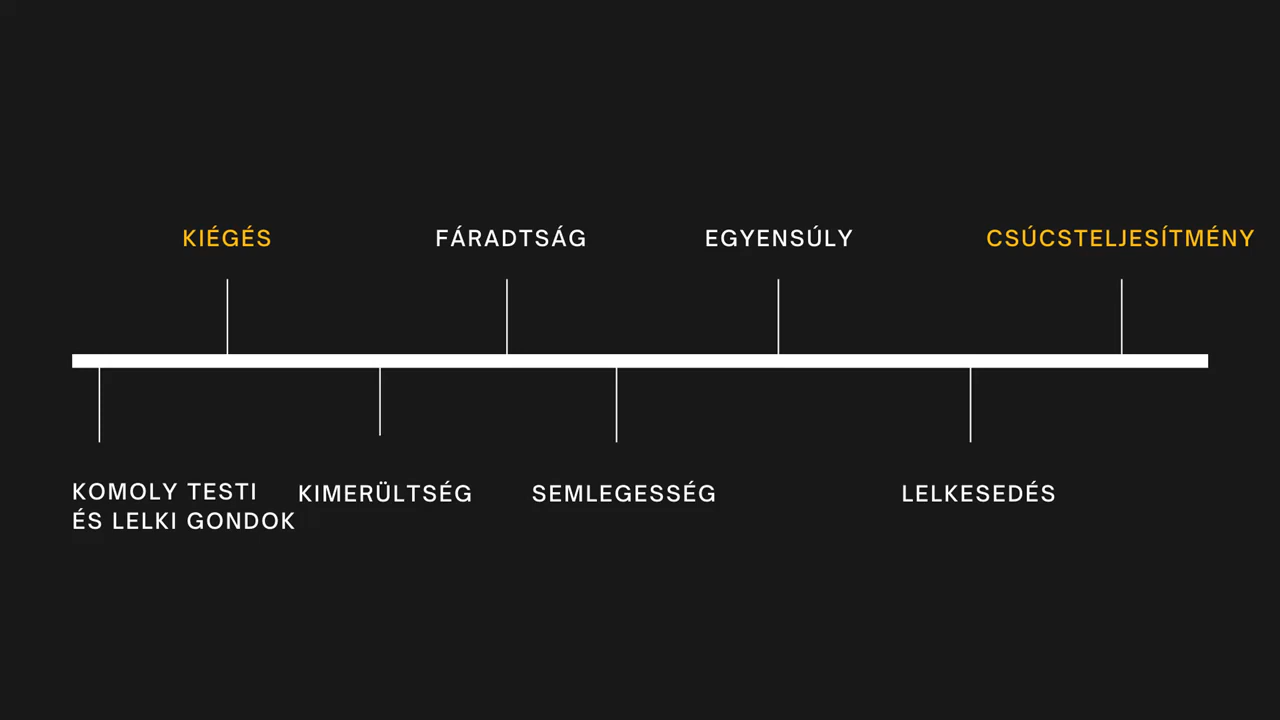 KIÉGÉS
FÁRADTSÁG
EGYENSÚLY
CSÚCSTELJESÍTMÉNY
KOMOLY TESTI
ÉS LELKI GONDOK
KIMERÜLTSÉG
SEMLEGESSÉG
LELKESEDÉS